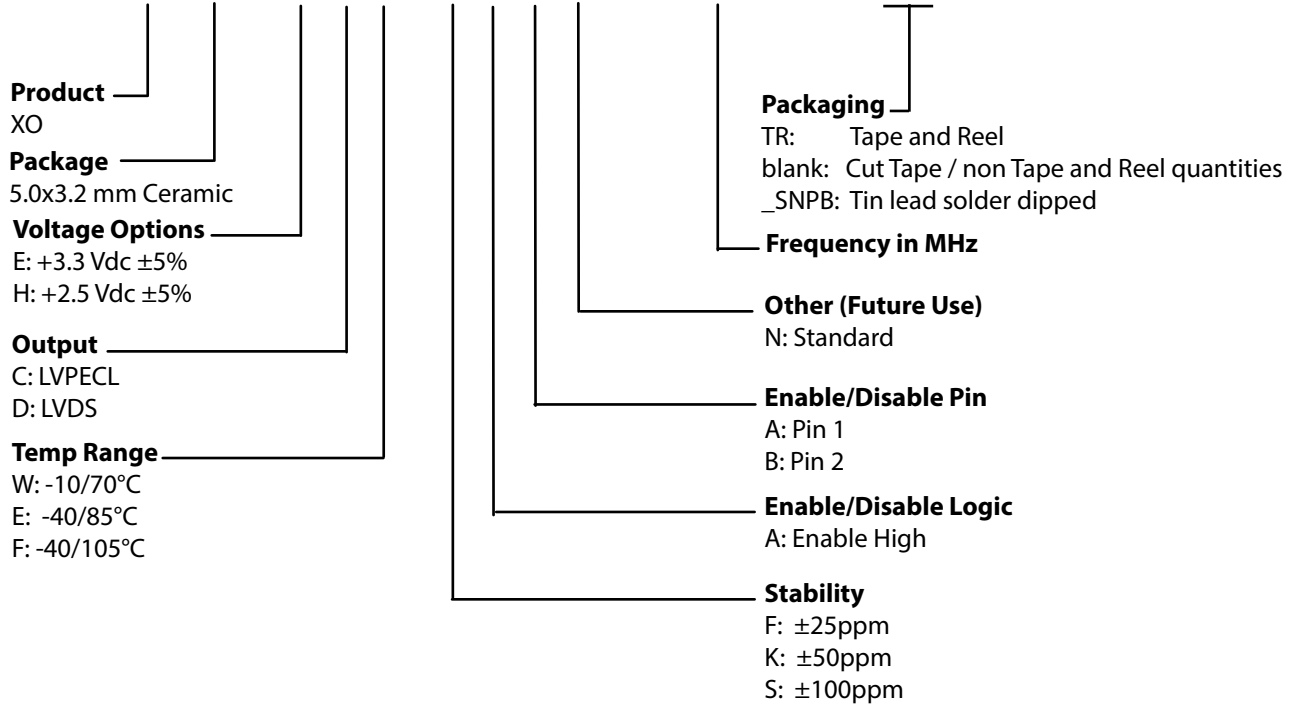 Product
XO
Package
5.0x3.2 mm Ceramic
Voltage Options
E: +3.3 Vdc ±5%
H: +2.5 Vdc ±5%
Output
C: LVPECL
D: LVDS
Temp Range
W: -10/70°C
E: -40/85°C
F: -40/105°C
Packaging
TR: Tape and Reel
blank: Cut Tape / non Tape and Reel quantities
_SNPB: Tin lead solder dipped
Frequency in MHz
Other (Future Use)
N: Standard
Enable/Disable Pin
A: Pin 1
B: Pin 2
Enable/Disable Logic
A: Enable High
Stability
F: ±25ppm
K: ±50ppm
S: ±100ppm